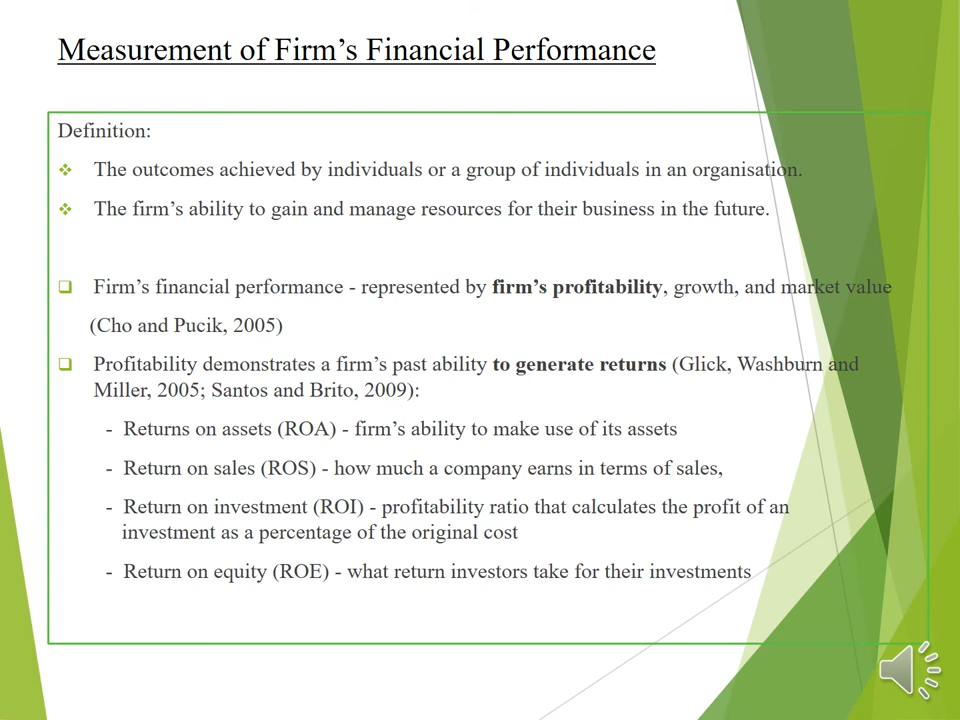 Measurement of Firm’s Financial Performance
Definition:
The outcomes achieved by individuals or a group of individuals in an organisation.
The firm’s ability to gain and manage resources for their business in the future.
Firm’s financial performance - represented by firm’s profitability, growth, and market value
(Cho and Pucik, 2005)
Profitability demonstrates a firm’s past ability to generate returns (Glick, Washburn and
Miller, 2005; Santos and Brito, 2009):
- Returns on assets (ROA) - firm’s ability to make use of its assets
- Return on sales (ROS) - how much a company earns in terms of sales,
- Return on investment (ROI) - profitability ratio that calculates the profit of an
investment as a percentage of the original cost
- Return on equity (ROE) - what return investors take for their investments